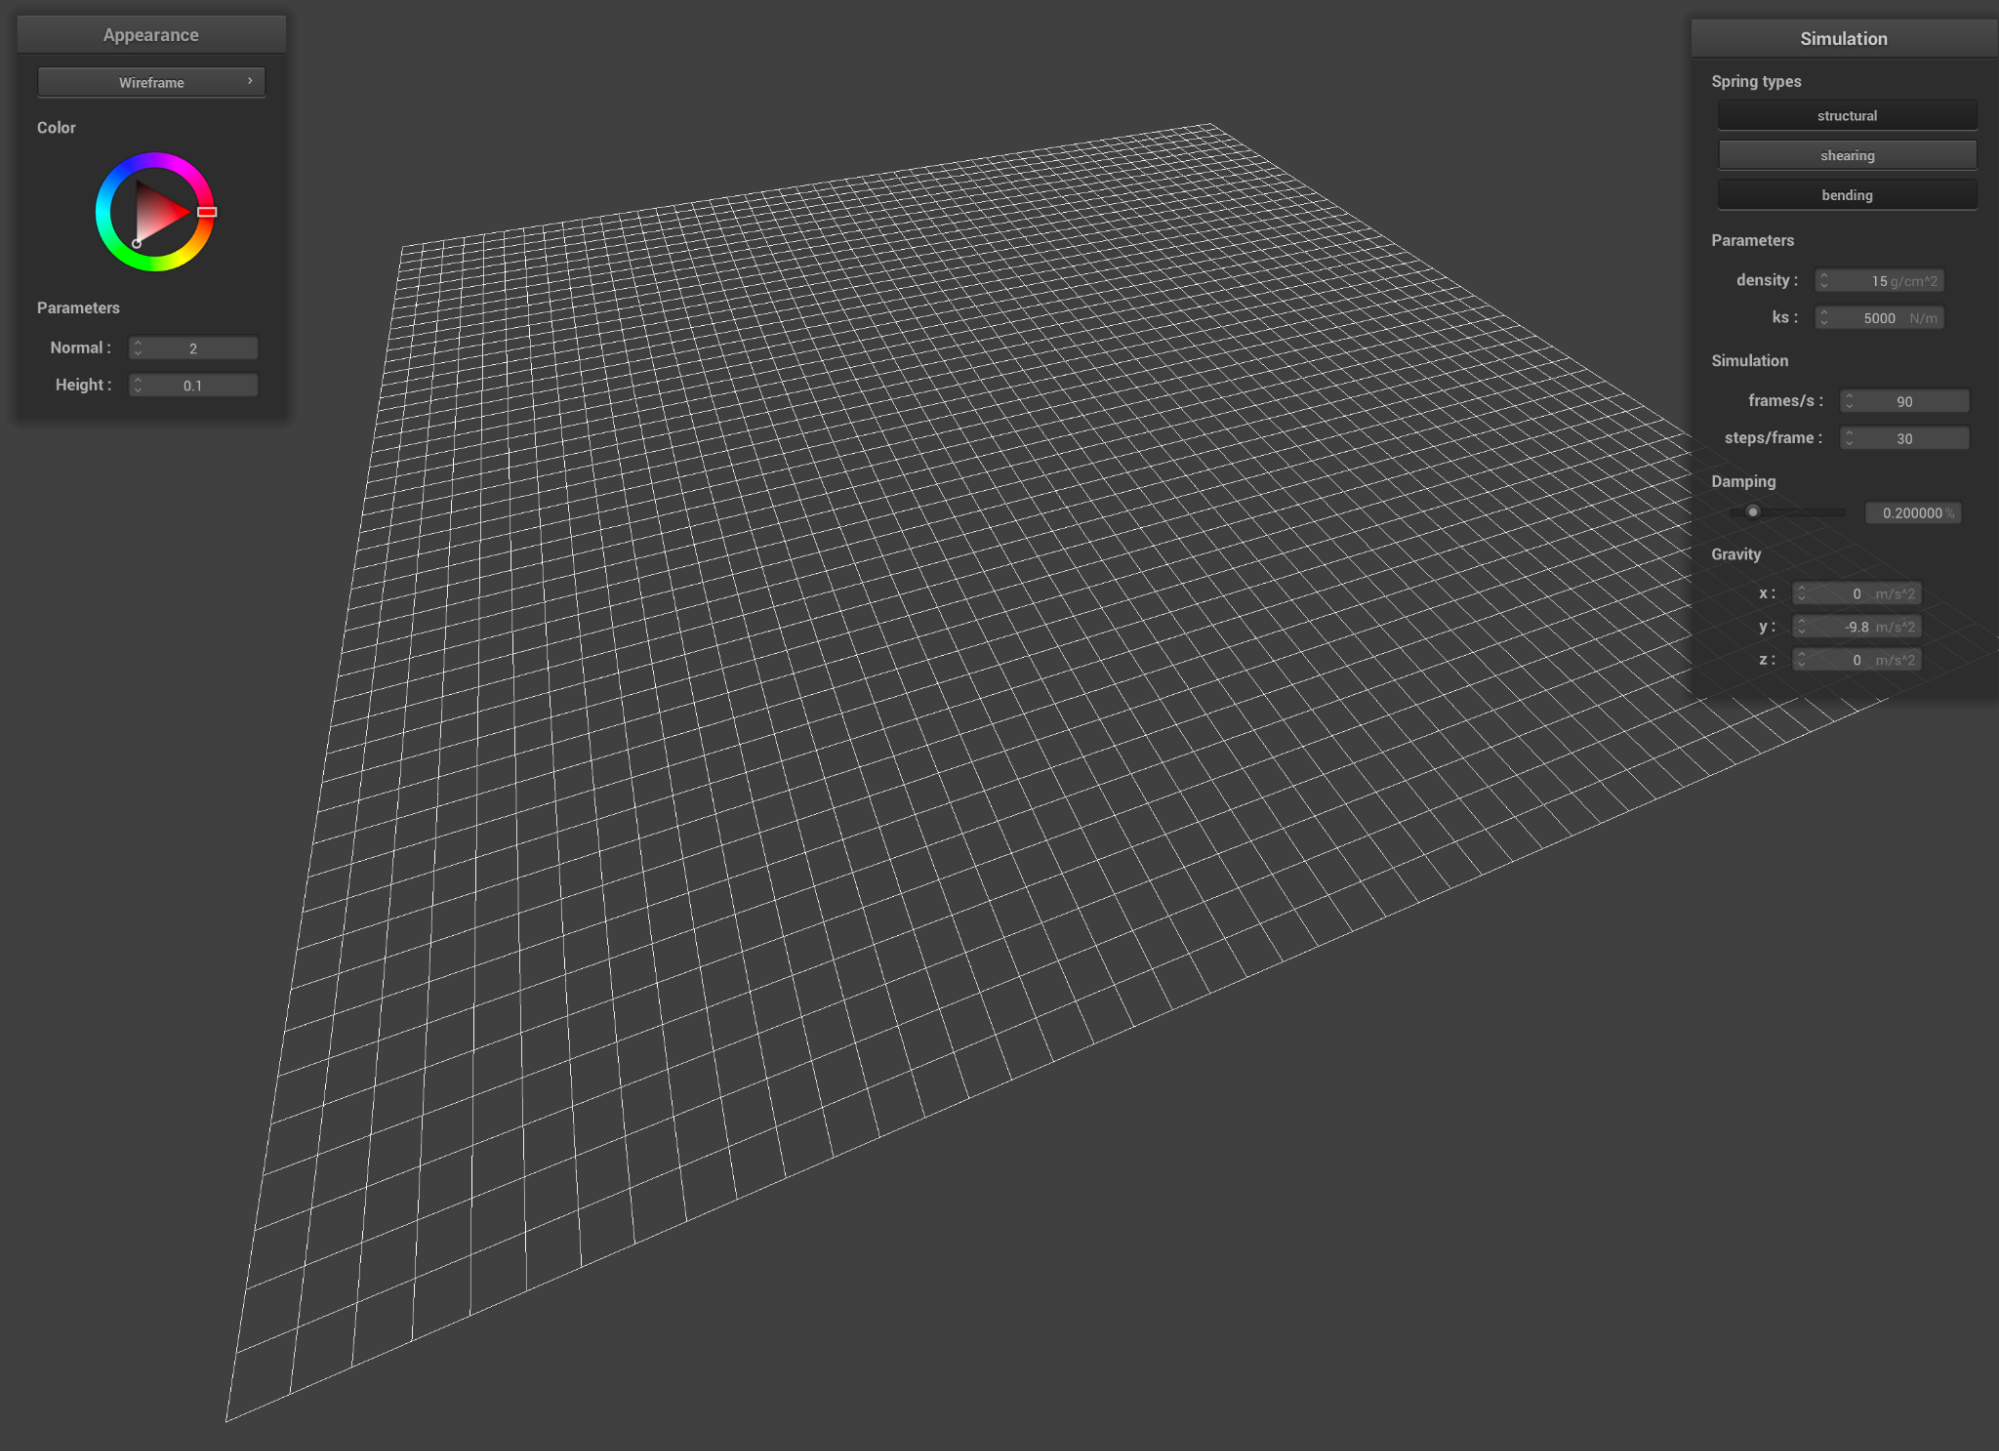 Appearance
Wireframe
Color
Parameters
Normal : 2
Height : 0.1
Simulation
Spring types
structural
shearing
bending
Parameters
density : 15 g/cm^2
ks : 5000 N/m
Simulation
frames/s : 90
steps/frame : 30
Damping
0.200000 %
Gravity
x : 0 m/s^2
y : -9.8 m/s^2
z : 0 m/s^2